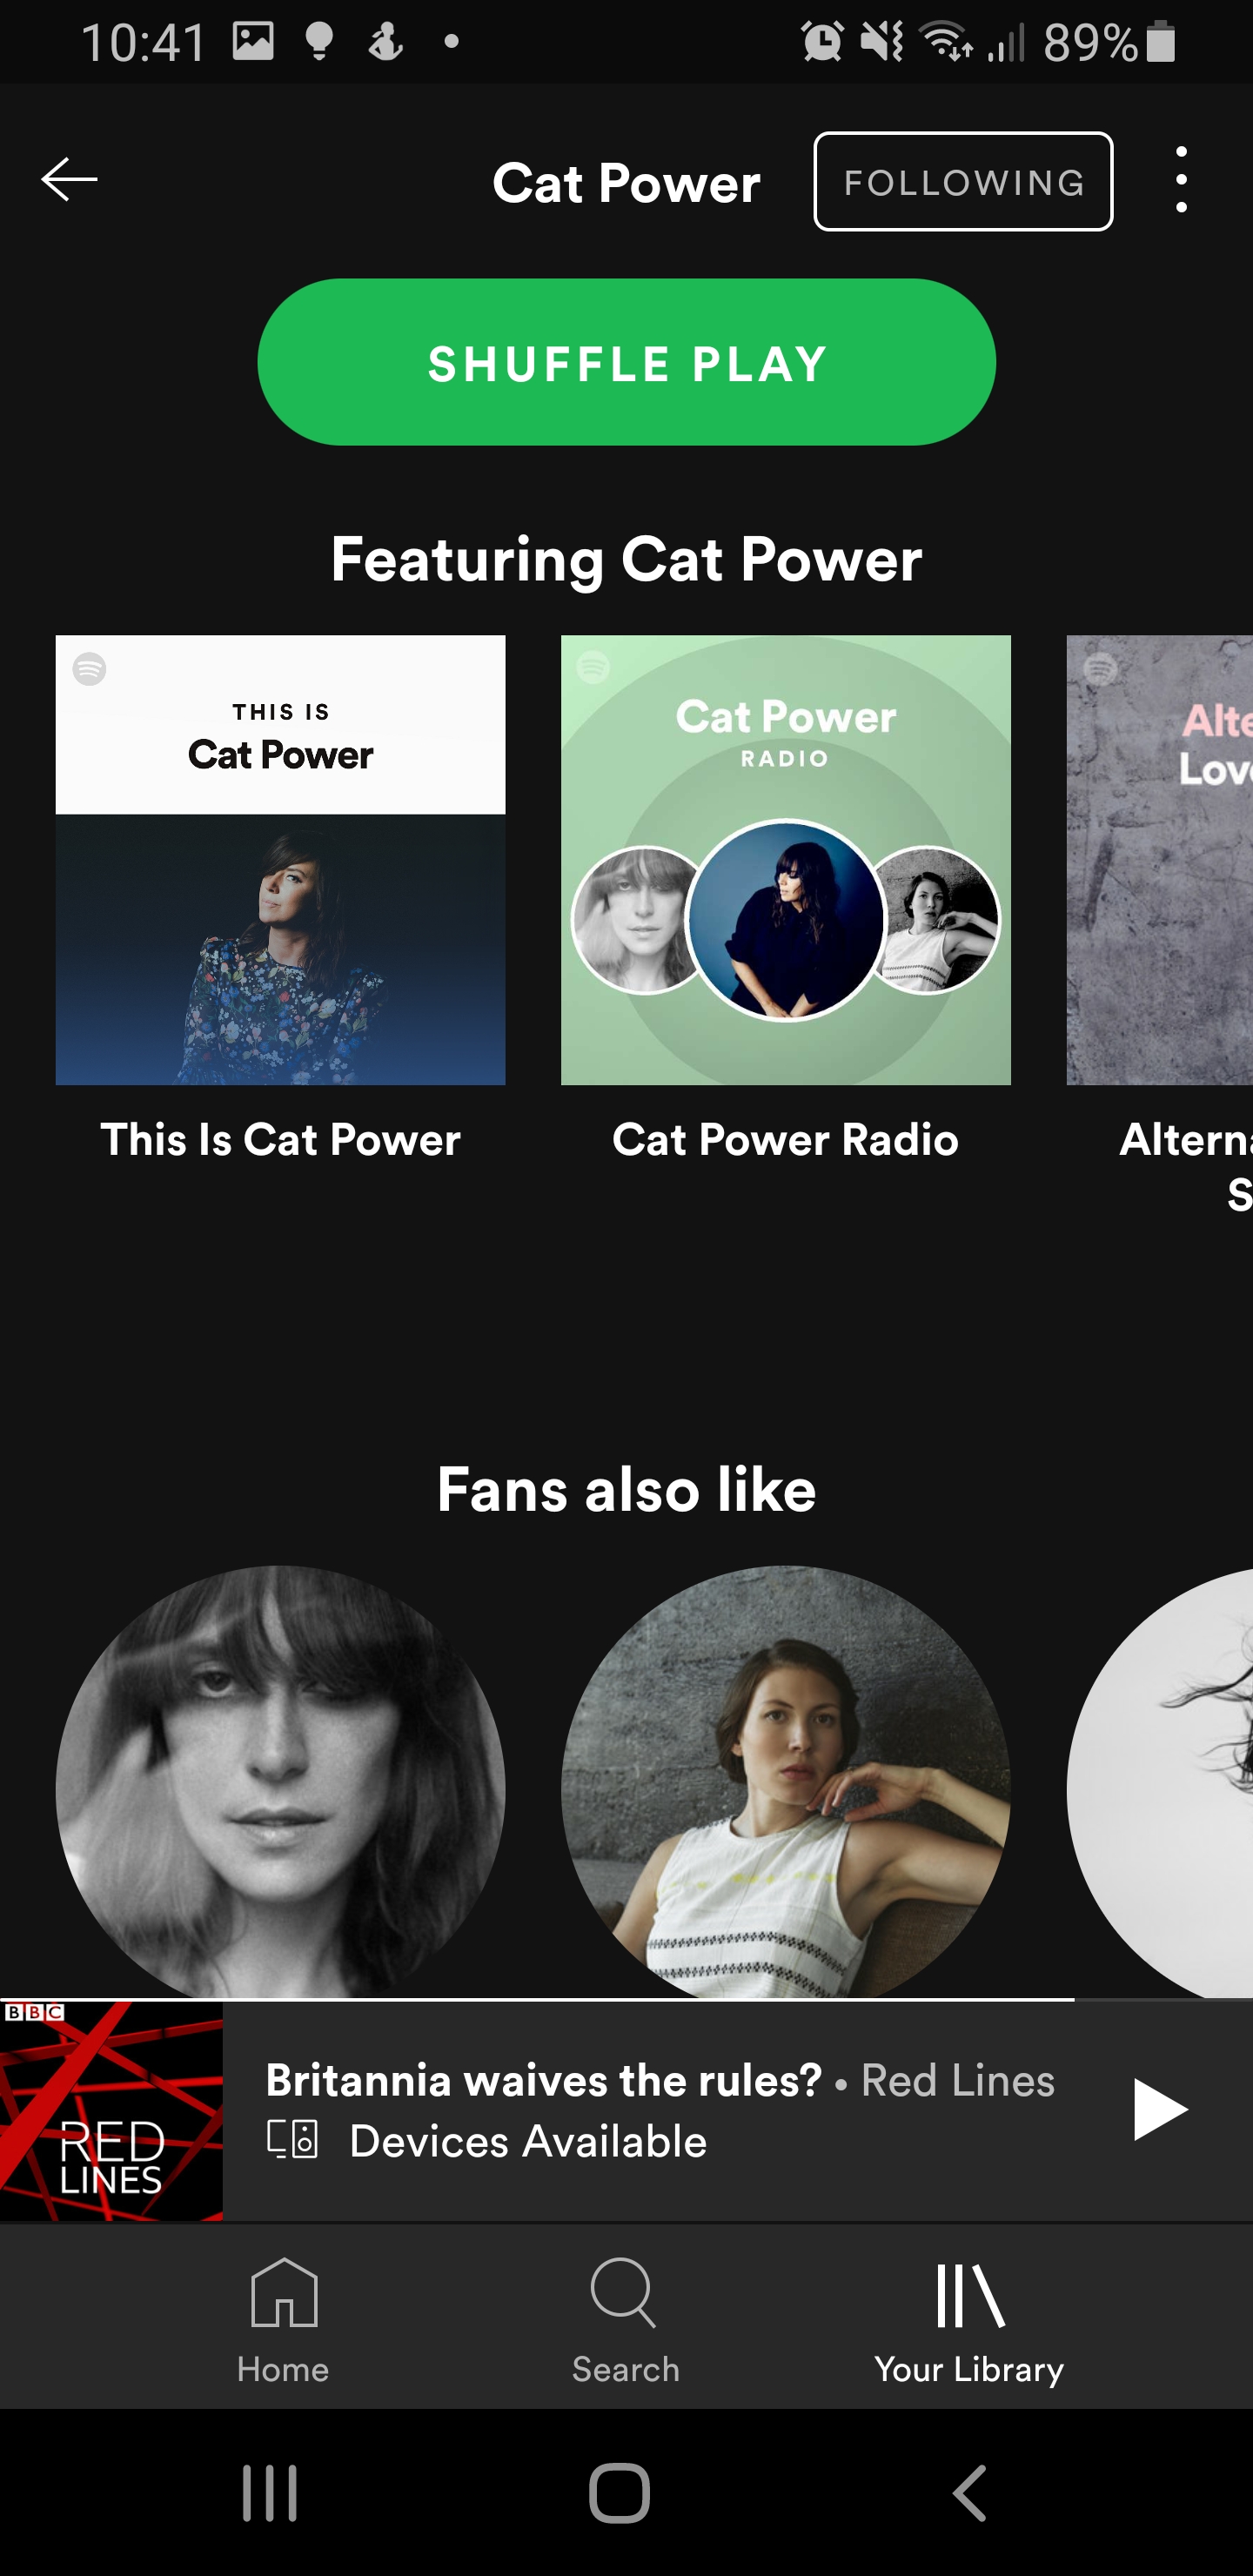 10:41
89%
Cat Power
FOLLOWING
SHUFFLE PLAY
Featuring Cat Power
THIS IS
Cat Power
Cat Power
RADIO
Alte
Love
This Is Cat Power
Cat Power Radio
Alterna
S
Fans also like
BBC
RED
LINES
Britannia waives the rules? • Red Lines
Devices Available
Home
Search
Your Library